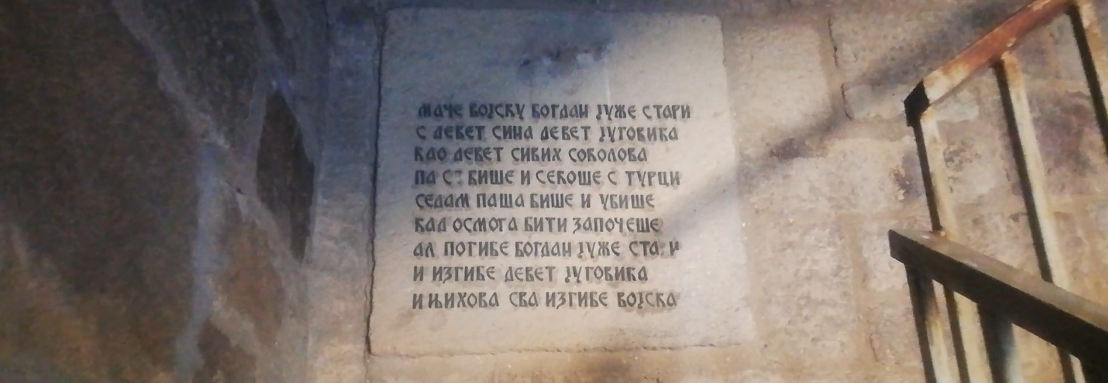 МАЧЕ ВОЈСКУ БОГДАН ЈУЖЕ СТАРИ
С ДЕВЕТ СИНА ДЕВЕТ ЈУГОВИЋА
КАО ДЕВЕТ СИВИХ СОКОЛОВА
ПА С БИШЕ И СЕКОШЕ С ТУРЦИ
СЕДАМ ПАША БИШЕ И УБИШЕ
КАД ОСМОГА БИТИ ЗАПОЧЕШЕ
АЛ ПОГИБЕ БОГДАН ЈУЖЕ
И ИЗГИБЕ ДЕВЕТ ЈУГОВИЋА
И ЊИХОВА СВА ИЗГИБЕ ВОЈСКА